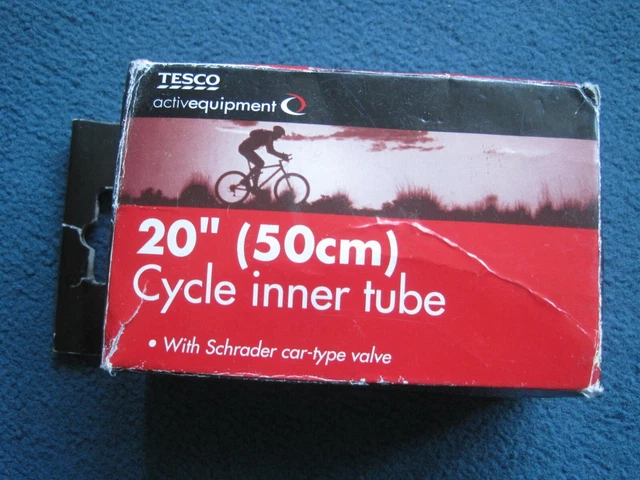 TESCO
activequipment
20" (50cm)
Cycle inner tube
• With Schrader car-type valve